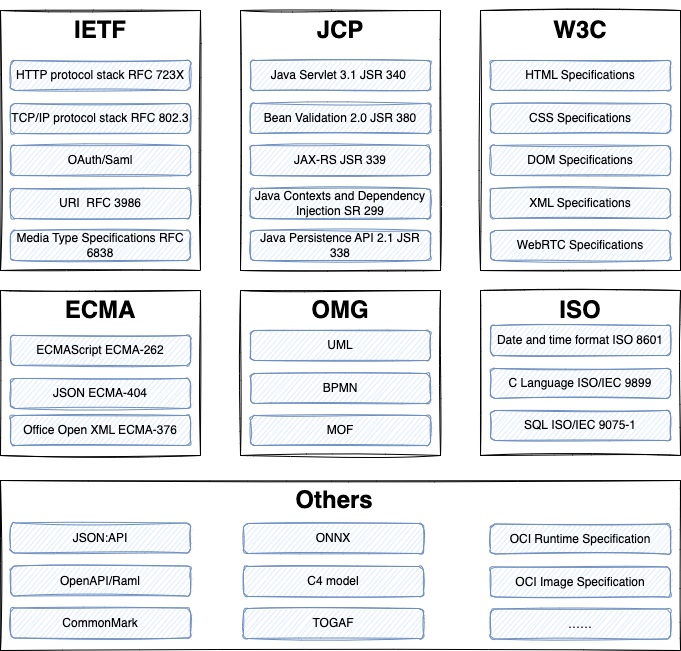 IETF
HTTP protocol stack RFC 723X
TCP/IP protocol stack RFC 802.3
OAuth/Saml
URI  RFC 3986
Media Type Specifications RFC
6838
JCP
Java Servlet 3.1 JSR 340
Bean Validation 2.0 JSR 380
JAX-RS JSR 339
Java Contexts and Dependency
Injection SR 299
Java Persistence API 2.1 JSR
338
W3C
HTML Specifications
CSS Specifications
DOM Specifications
XML Specifications
WebRTC Specifications
ECMA
ECMAScript ECMA-262
JSON ECMA-404
Office Open XML ECMA-376
OMG
UML
BPMN
MOF
ISO
Date and time format ISO 8601
C Language ISO/IEC 9899
SQL ISO/IEC 9075-1
Others
JSON:API
OpenAPI/Raml
CommonMark
ONNX
C4 model
TOGAF
OCI Runtime Specification
OCI Image Specification
......